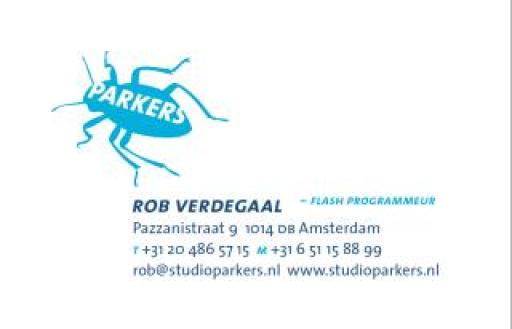 PARKERS
ROB VERDEGAAL – FLASH PROGRAMMEUR
Pazzanistraat 9 1014 DB Amsterdam
T +31 20 486 57 15 M +31 6 51 15 88 99
rob@studioparkers.nl www.studioparkers.nl